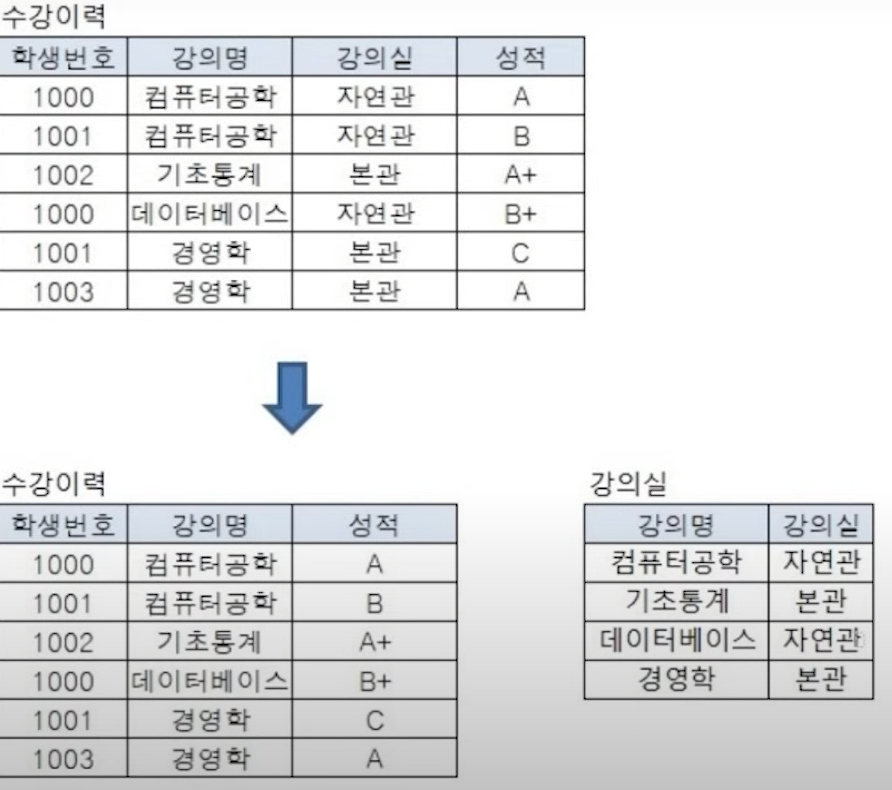 수강이력
학생번호 강의명 강의실 성적
1000 컴퓨터공학 자연관 A
1001 컴퓨터공학 자연관 B
1002 기초통계 본관 A+
1000 데이터베이스 자연관 B+
1001 경영학 본관 C
1003 경영학 본관 A
수강이력
학생번호 강의명 성적
1000 컴퓨터공학 A
1001 컴퓨터공학 B
1002 기초통계 A+
1000 데이터베이스 B+
1001 경영학 C
1003 경영학 A
강의실
강의명 강의실
컴퓨터공학 자연관
기초통계 본관
데이터베이스 자연관
경영학 본관